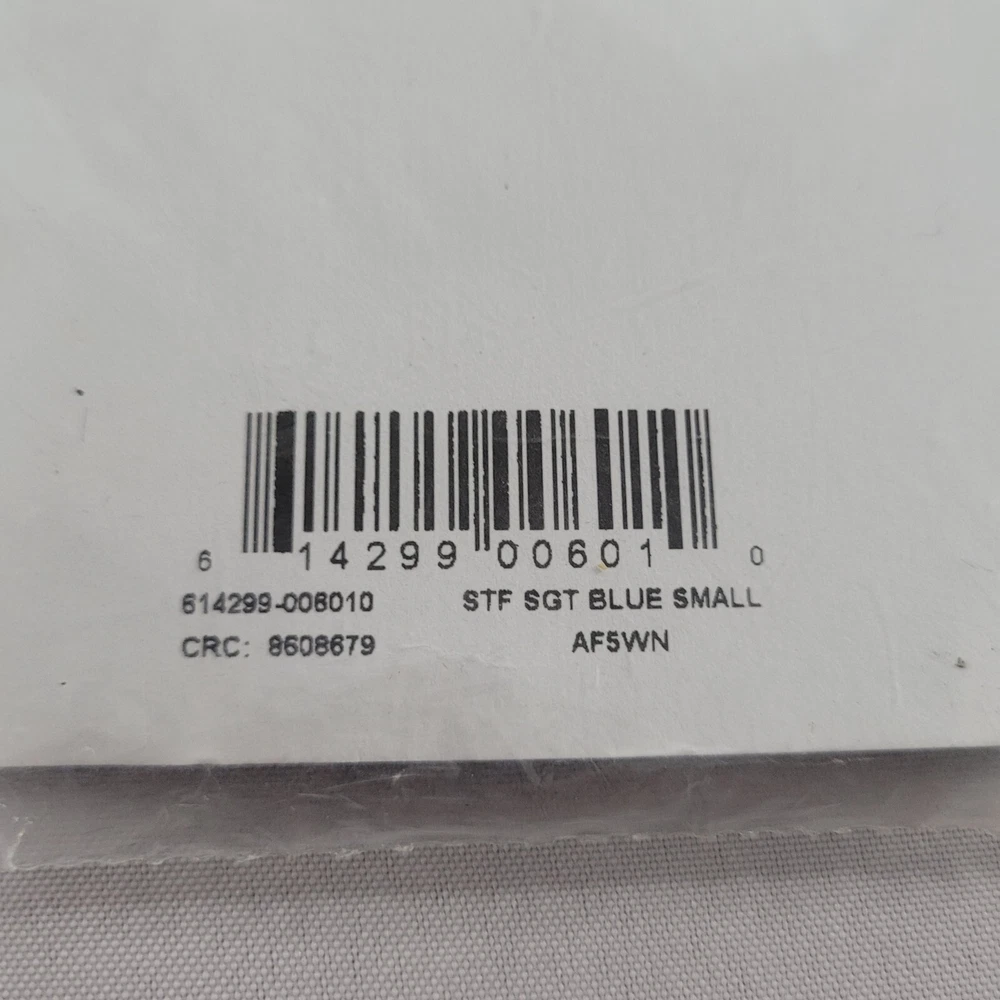 6 14299 00601 0
614299-006010 STF SGT BLUE SMALL
CRC: 8608679 AF5WN